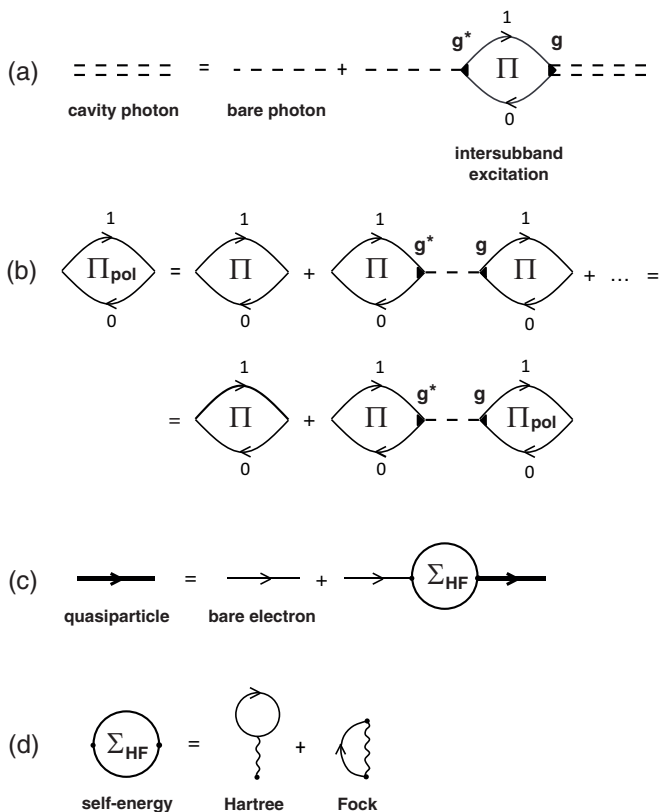 1
g* g
(a) = + Π
0
cavity photon bare photon
intersubband
excitation
1 1 1 1
g* g
(b) Πpol = Π + Π Π + ... =
0 0 0 0
1 1 1
g* g
= Π + Π Πpol
0 0 0
(c) = + ΣHF
quasiparticle bare electron
(d) ΣHF = +
self-energy Hartree Fock